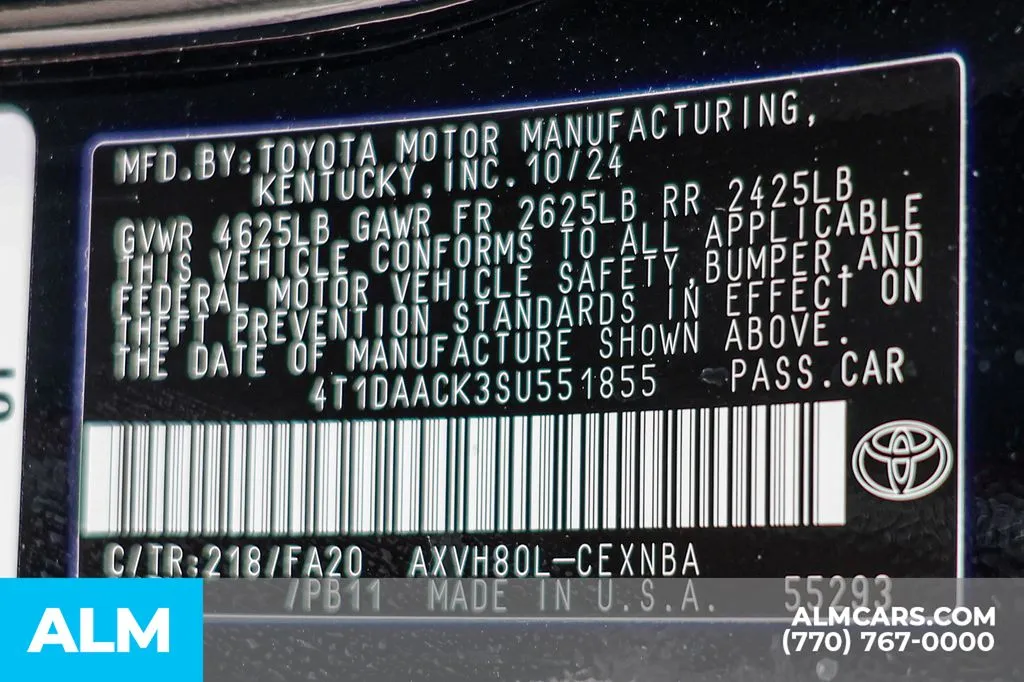 MFD.BY:TOYOTA MOTOR MANUFACTURING,
KENTUCKY,INC. 10/24
GVWR 4625LB GAWR FR 2625LB RR 2425LB
THIS VEHICLE CONFORMS TO ALL APPLICABLE
FEDERAL MOTOR VEHICLE SAFETY,BUMPER,AND
THEFT PREVENTION STANDARDS IN EFFECT ON
THE DATE OF MANUFACTURE SHOWN ABOVE.
4T1DAACK3SU551855 PASS.CAR
C/TR:218/FA20 AXVH80L-CEXNBA
/PB11 MADE IN U.S.A. 55293
ALM
ALMCARS.COM
(770) 767-0000